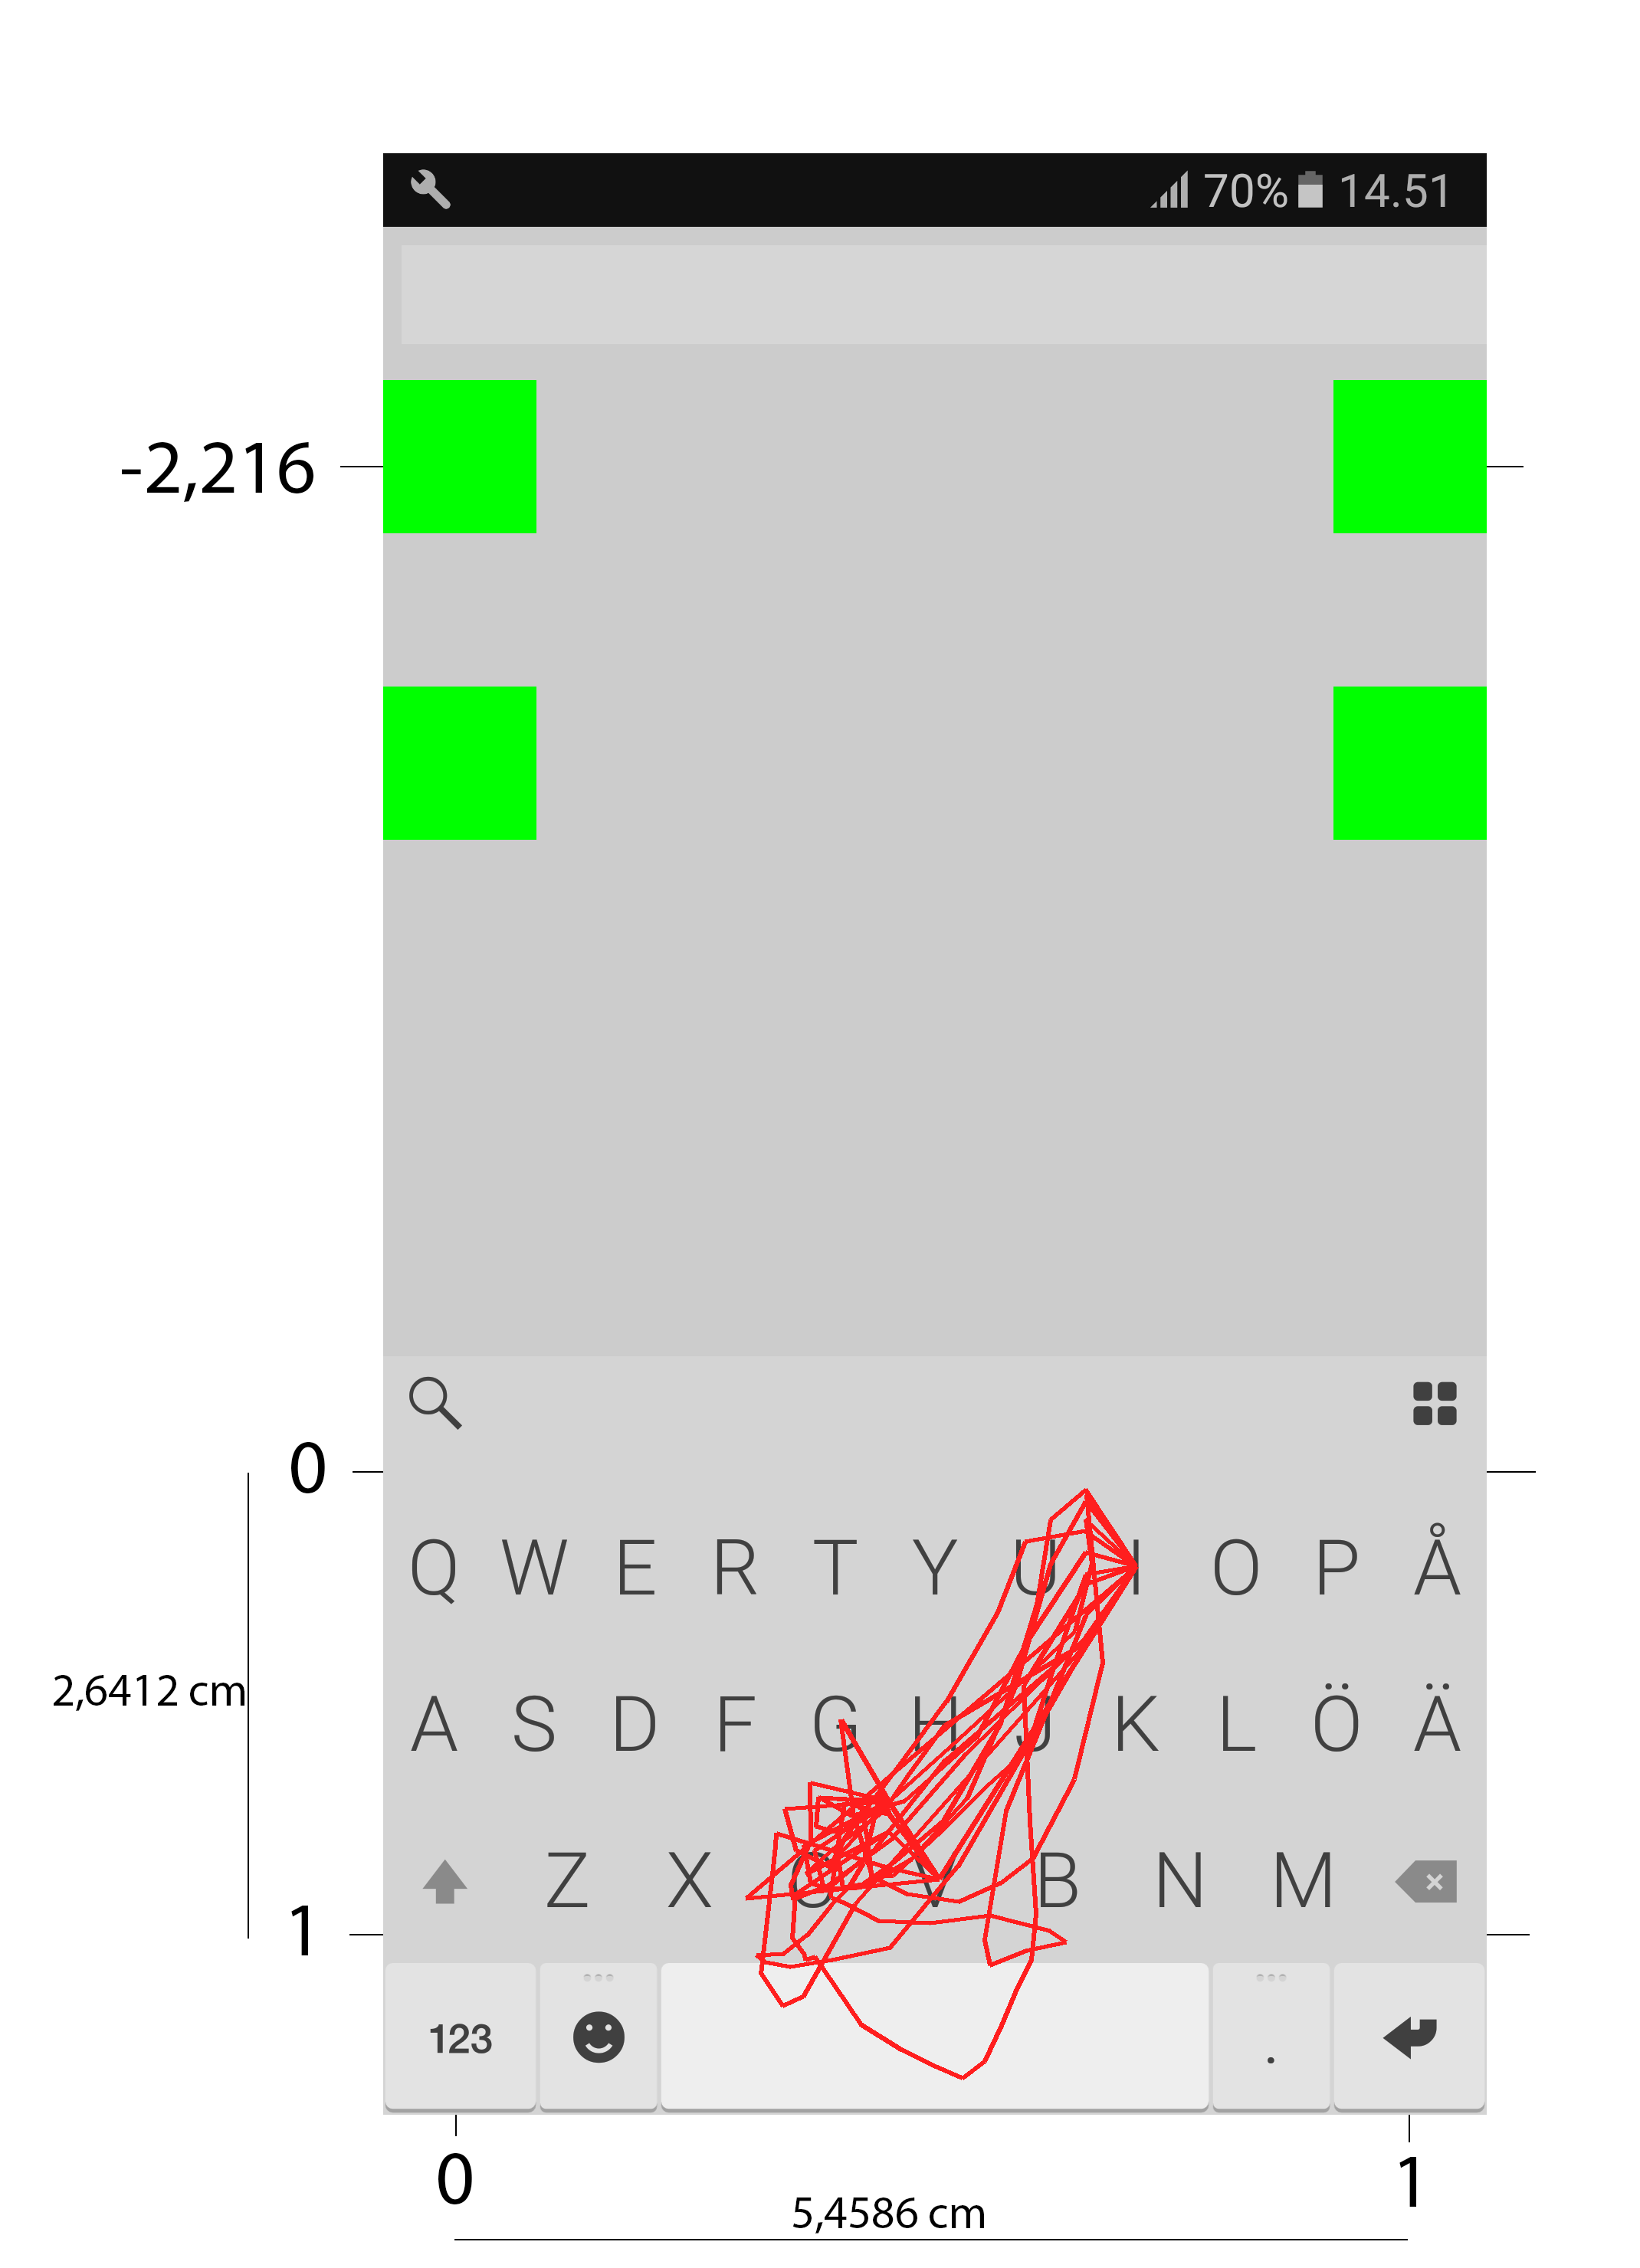 70% 14.51
-2,216
0
Q W E R T Y U I O P Å
2,6412 cm
A S D F G H J K L Ö Ä
Z X C V B N M
1
123 .
0 1
5,4586 cm